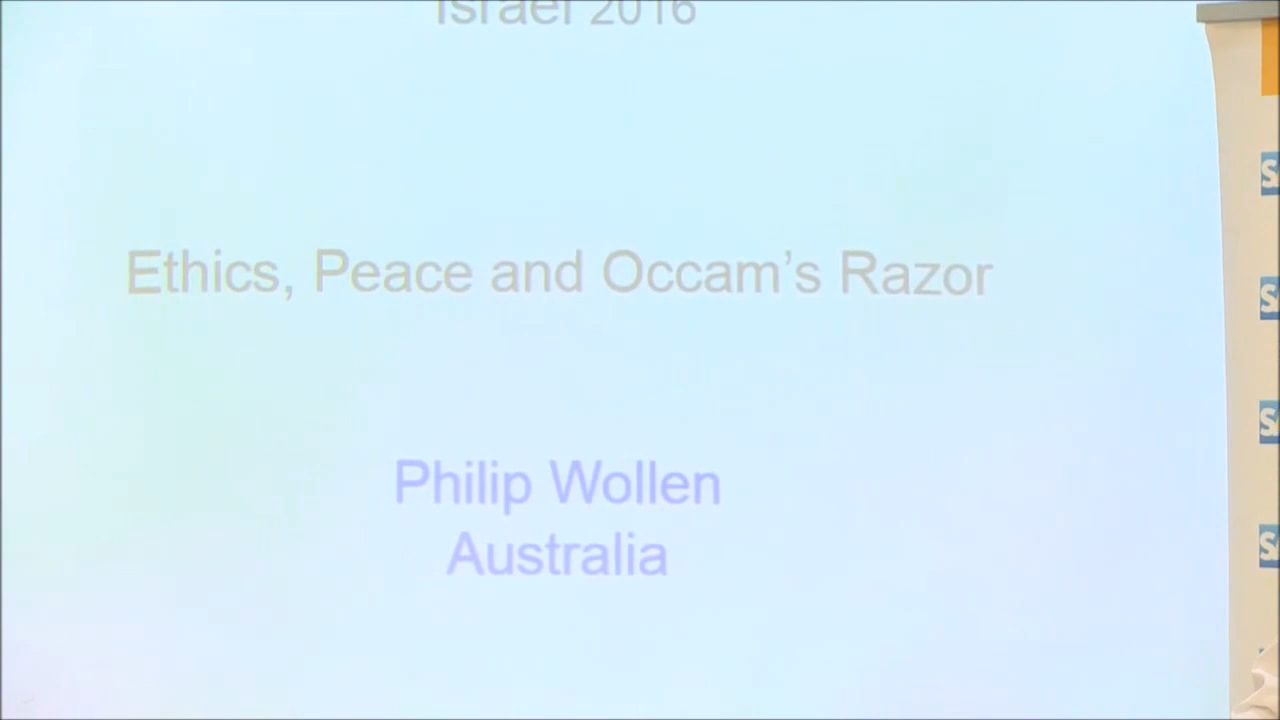 Israel 2016
Ethics, Peace and Occam's Razor
Philip Wollen
Australia